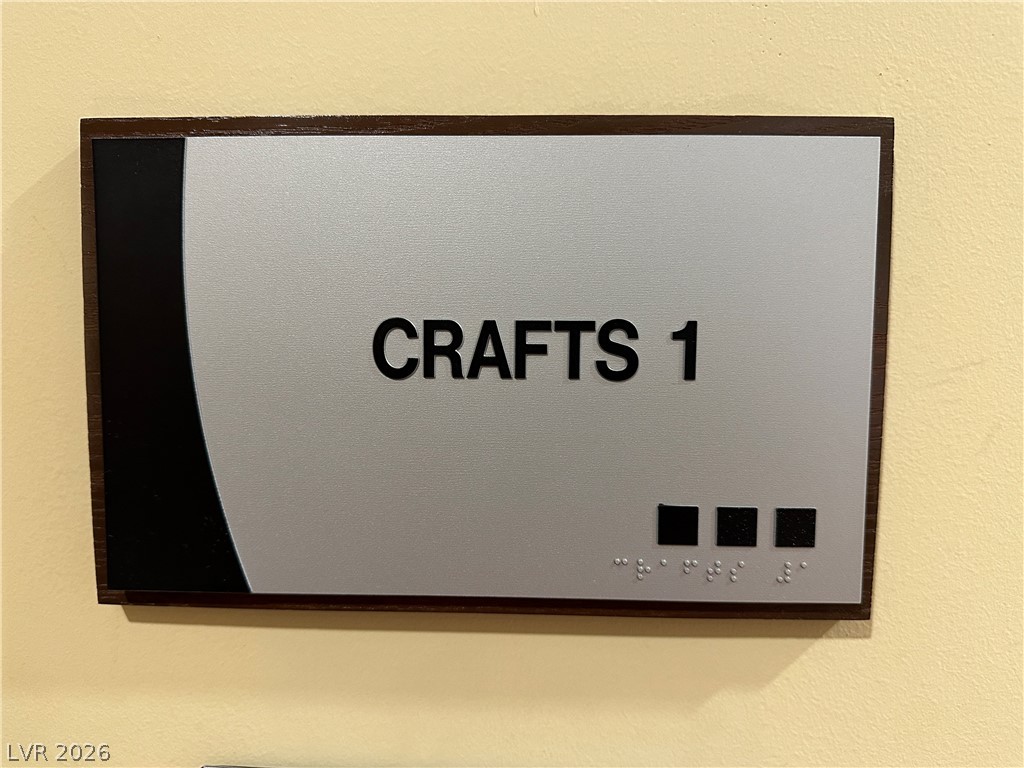 CRAFTS 1
⠉⠗⠁⠋⠞⠎ ⠼⠁
LVR 2026